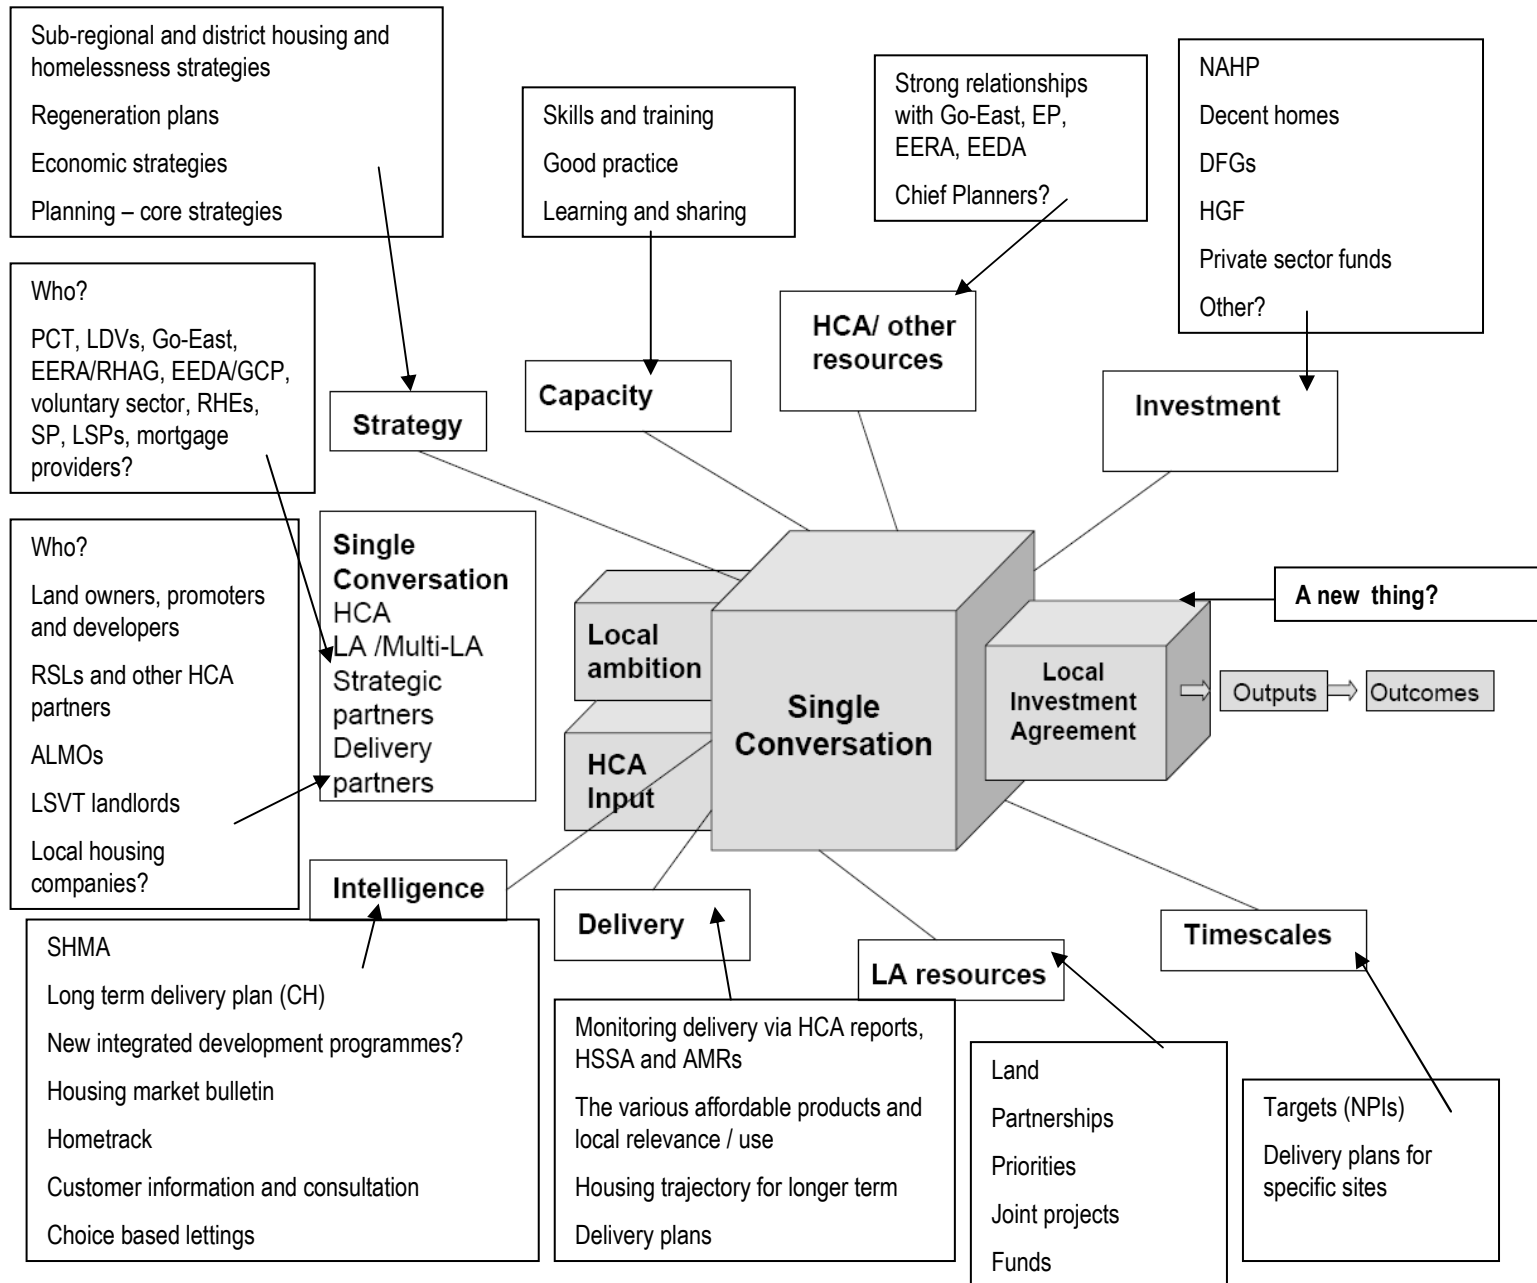 Sub-regional and district housing and
homelessness strategies
Regeneration plans
Economic strategies
Planning – core strategies
Skills and training
Good practice
Learning and sharing
Strong relationships
with Go-East, EP,
EERA, EEDA
Chief Planners?
NAHP
Decent homes
DFGs
HGF
Private sector funds
Other?
Who?
PCT, LDVs, Go-East,
EERA/RHAG, EEDA/GCP,
voluntary sector, RHEs,
SP, LSPs, mortgage
providers?
Strategy
Capacity
HCA/ other
resources
Investment
Who?
Land owners, promoters
and developers
RSLs and other HCA
partners
ALMOs
LSVT landlords
Local housing
companies?
Single
Conversation
HCA
LA /Multi-LA
Strategic
partners
Delivery
partners
Local
ambition
HCA
Input
Single
Conversation
A new thing?
Local
Investment
Agreement
Outputs
Outcomes
Intelligence
Delivery
LA resources
Timescales
SHMA
Long term delivery plan (CH)
New integrated development programmes?
Housing market bulletin
Hometrack
Customer information and consultation
Choice based lettings
Monitoring delivery via HCA reports,
HSSA and AMRs
The various affordable products and
local relevance / use
Housing trajectory for longer term
Delivery plans
Land
Partnerships
Priorities
Joint projects
Funds
Targets (NPIs)
Delivery plans for
specific sites